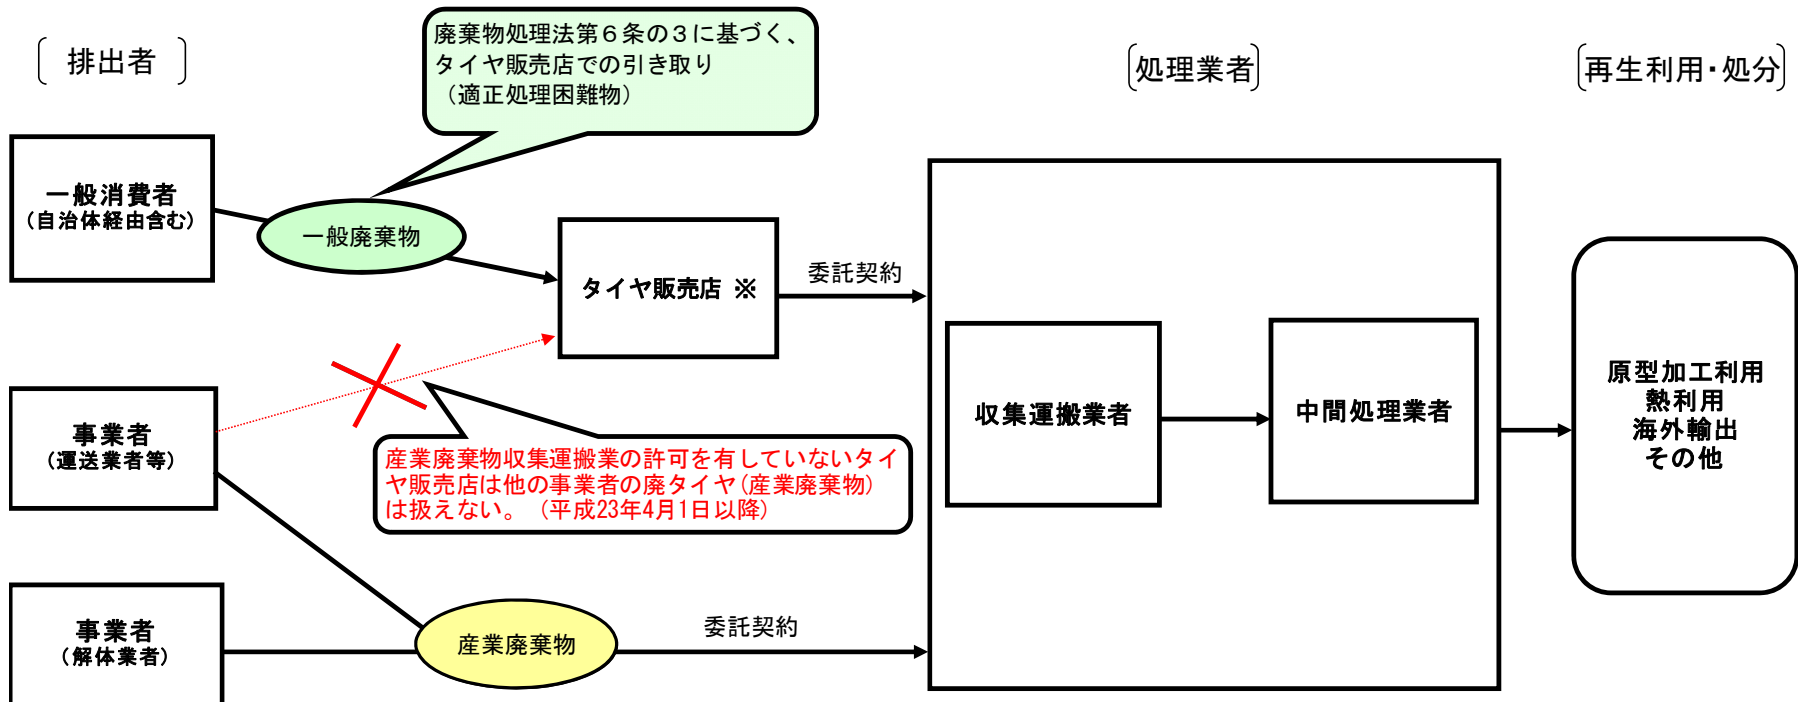 〔 排出者 〕
廃棄物処理法第６条の３に基づく、
タイヤ販売店での引き取り
（適正処理困難物）
〔処理業者〕
〔再生利用・処分〕
一般消費者
（自治体経由含む）
一般廃棄物
タイヤ販売店 ※
委託契約
事業者
（運送業者等）
産業廃棄物収集運搬業の許可を有していないタイ
ヤ販売店は他の事業者の廃タイヤ（産業廃棄物）
は扱えない。（平成23年4月1日以降）
収集運搬業者
中間処理業者
原型加工利用
熱利用
海外輸出
その他
事業者
（解体業者）
産業廃棄物
委託契約